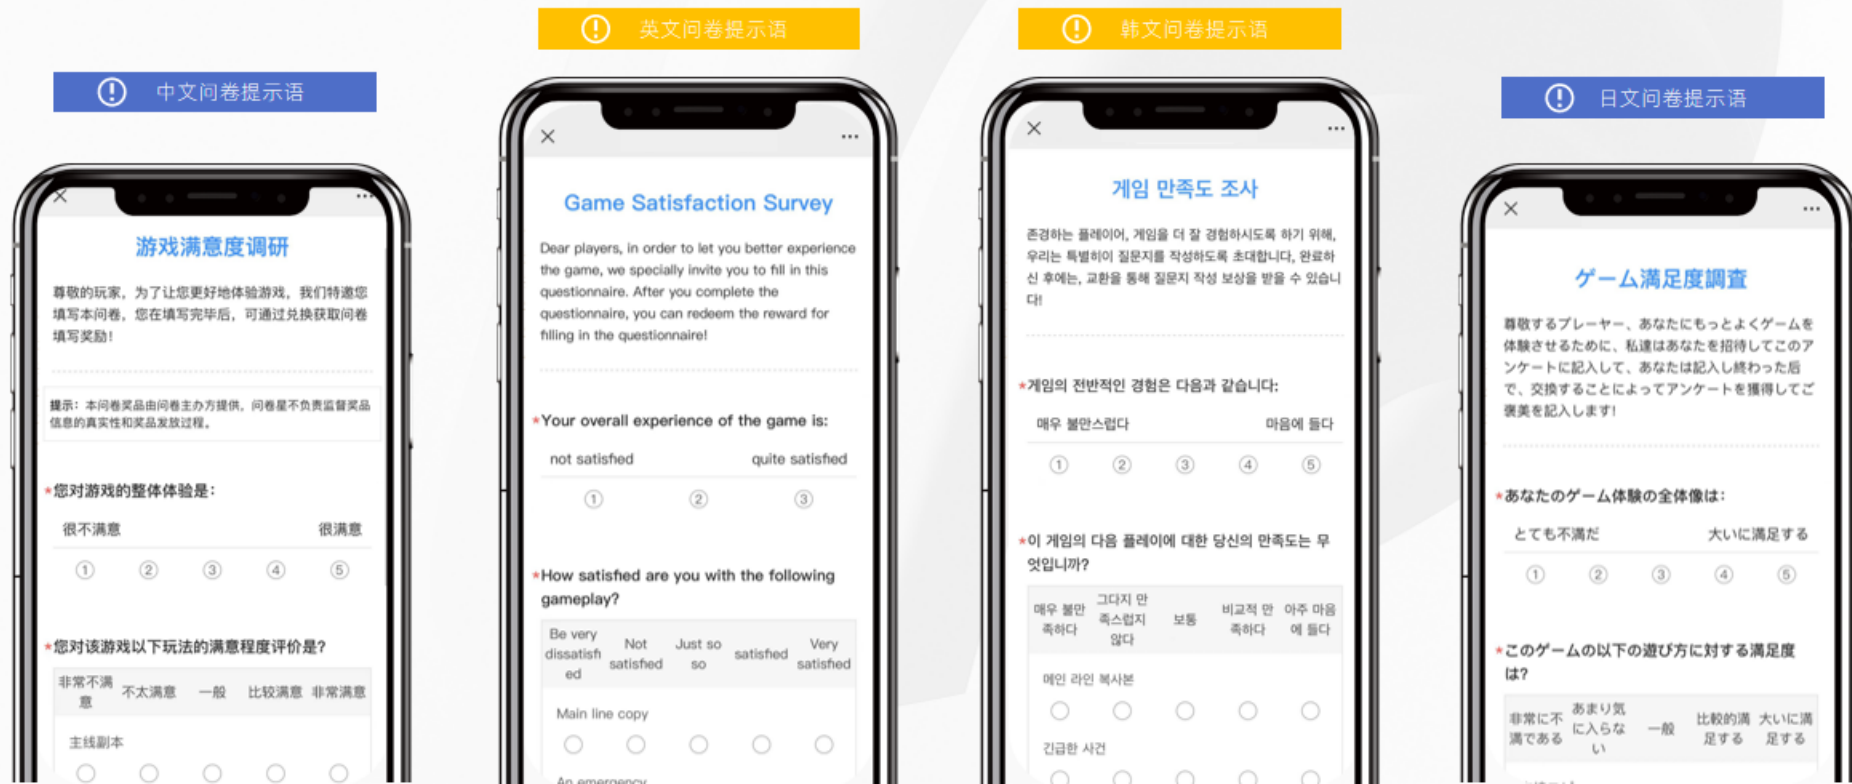 中文问卷提示语
游戏满意度调研
尊敬的玩家，为了让您更好地体验游戏，我们特邀您
填写本问卷，您在填写完毕后，可通过兑换获取问卷
填写奖励！
提示：本问卷奖品由问卷主办方提供，问卷星不负责监督奖品
信息的真实性和奖品发放过程。
*您对游戏的整体体验是：
很不满意 很满意
① ② ③ ④ ⑤
*您对该游戏以下玩法的满意程度评价是?
非常不满
意
不太满意
一般
比较满意
非常满意
主线副本
英文问卷提示语
Game Satisfaction Survey
Dear players, in order to let you better experience
the game, we specially invite you to fill in this
questionnaire. After you complete the
questionnaire, you can redeem the reward for
filling in the questionnaire!
*Your overall experience of the game is:
not satisfied quite satisfied
① ② ③
*How satisfied are you with the following
gameplay?
Be very
dissatisfi
ed
Not
satisfied
Just so
so
satisfied
Very
satisfied
Main line copy
An emergency
韩文问卷提示语
게임 만족도 조사
존경하는 플레이어, 게임을 더 잘 경험하시도록 하기 위해,
우리는 특별히이 질문지를 작성하도록 초대합니다, 완료하
신 후에는, 교환을 통해 질문지 작성 보상을 받을 수 있습니
다!
*게임의 전반적인 경험은 다음과 같습니다:
매우 불만스럽다 마음에 들다
① ② ③ ④ ⑤
*이 게임의 다음 플레이에 대한 당신의 만족도는 무
엇입니까?
매우 불만
족하다
그다지 만
족스럽지
않다
보통
비교적 만
족하다
아주 마음
에 들다
메인 라인 복사본
긴급한 사건
日文问卷提示语
ゲーム満足度調査
尊敬するプレーヤー、あなたにもっとよくゲームを
体験させるために、私達はあなたを招待してこのア
ンケートに記入して、あなたは記入し終わった后
で、交換することによってアンケートを獲得してご
褒美を記入します!
*あなたのゲーム体験の全体像は：
とても不満だ 大いに満足する
① ② ③ ④ ⑤
*このゲームの以下の遊び方に対する満足度
は?
非常に不
満である
あまり気
に入らな
い
一般
比較的満
足する
大いに満
足する